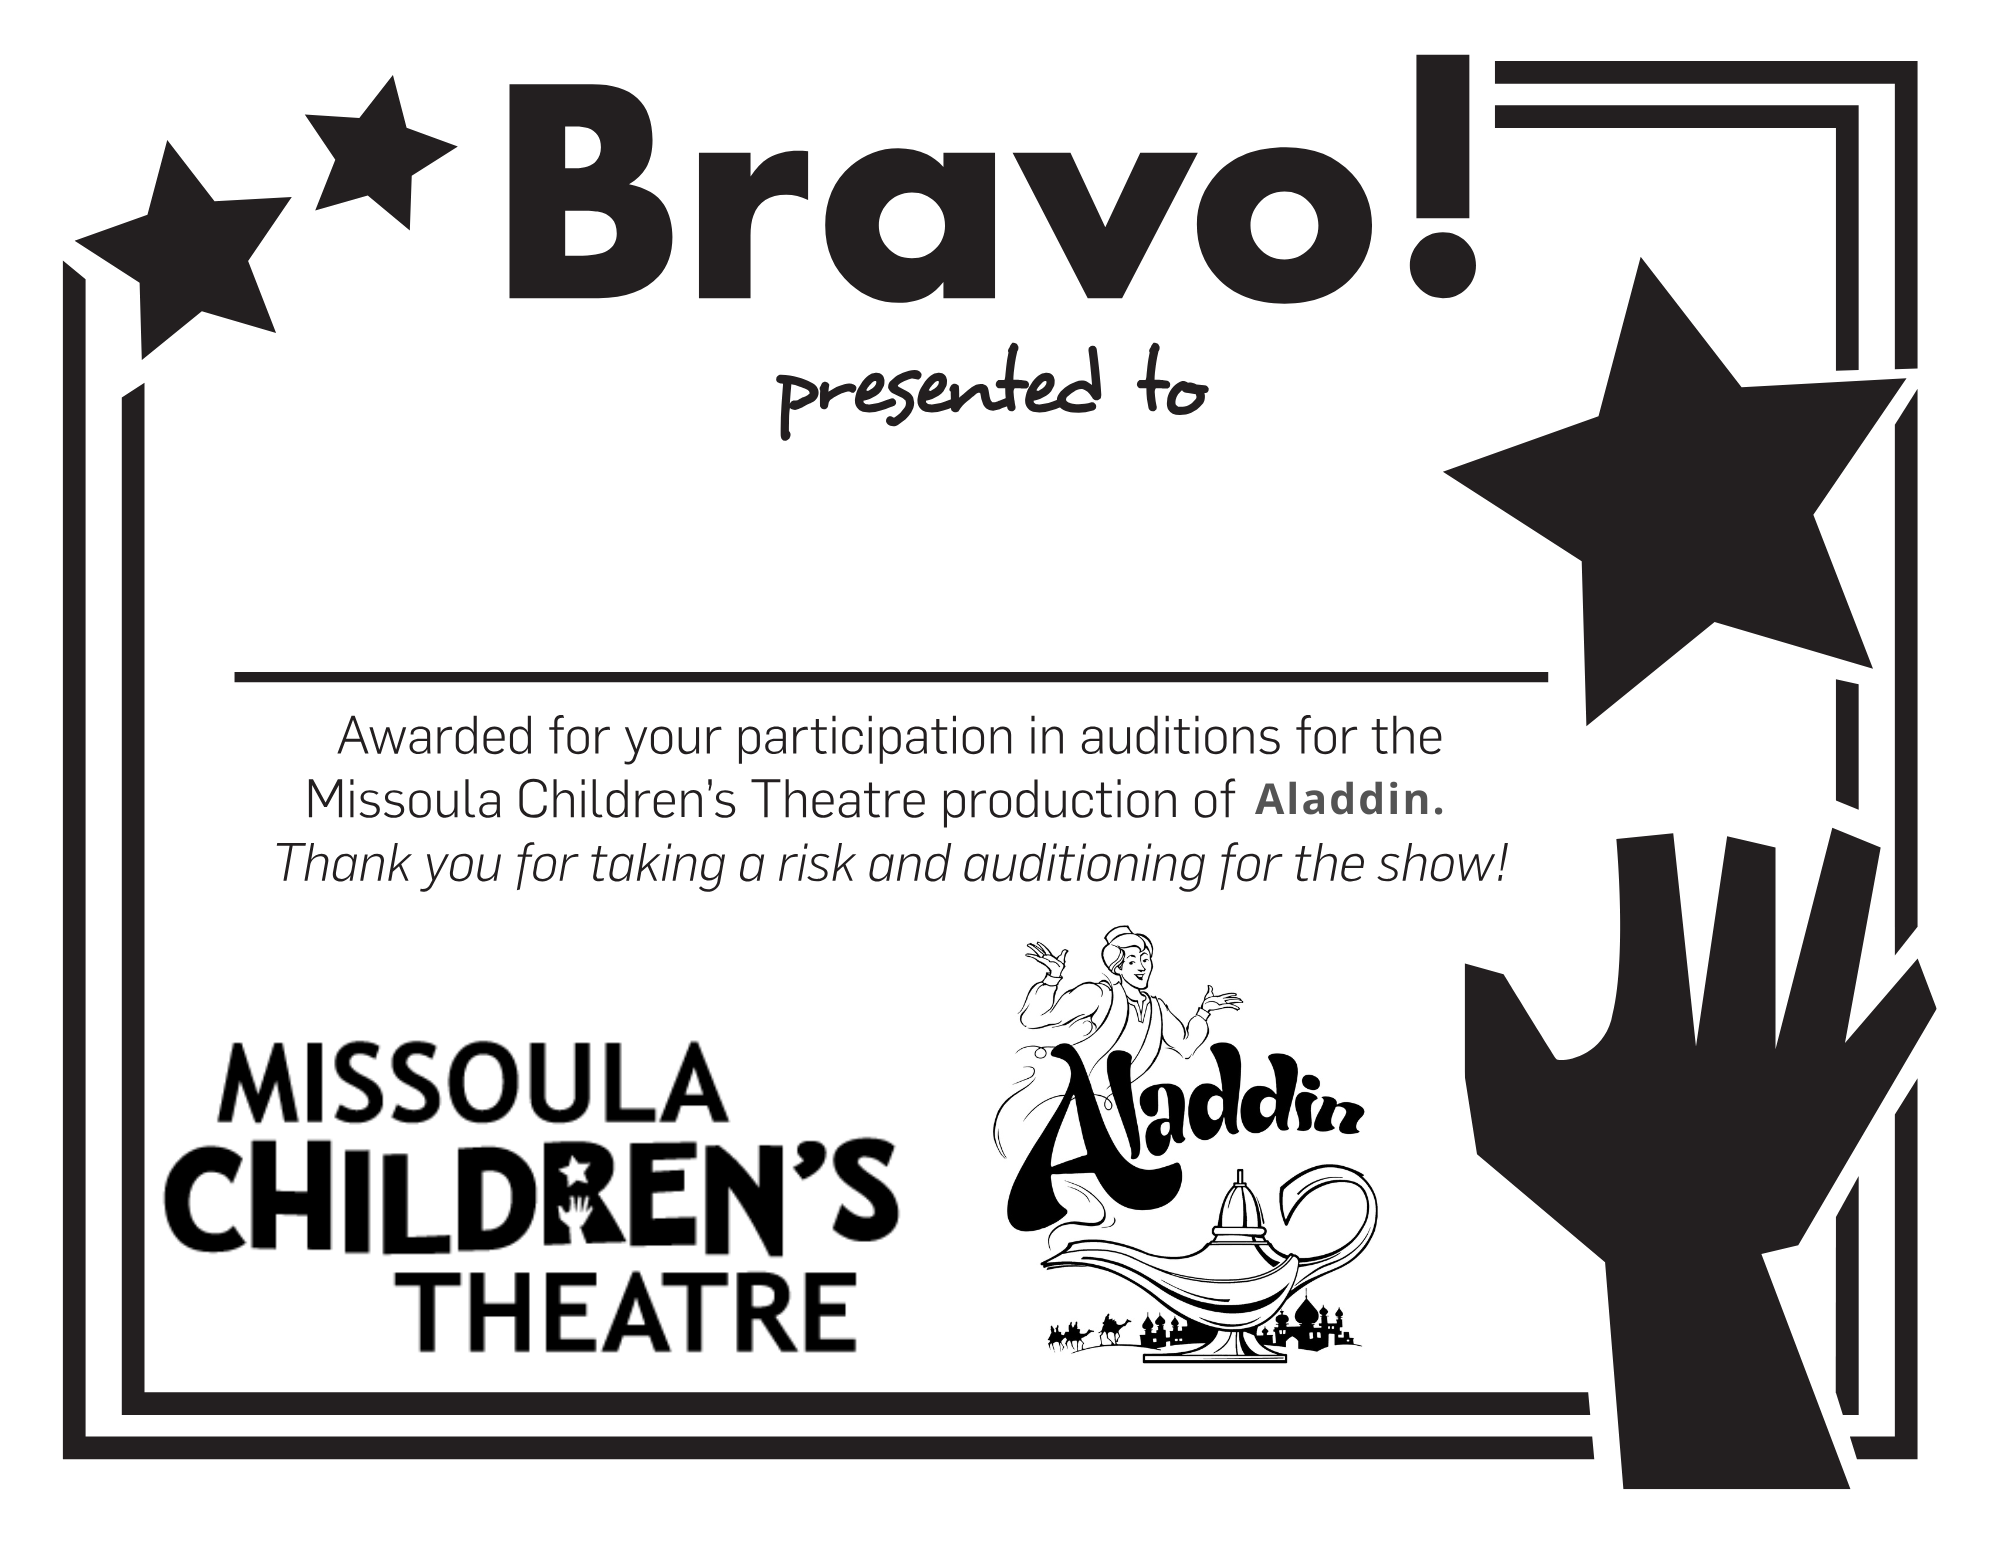 Bravo!
presented to
Awarded for your participation in auditions for the
Missoula Children’s Theatre production of Aladdin.
Thank you for taking a risk and auditioning for the show!
Aladdin
MISSOULA
CHILDREN’S
THEATRE